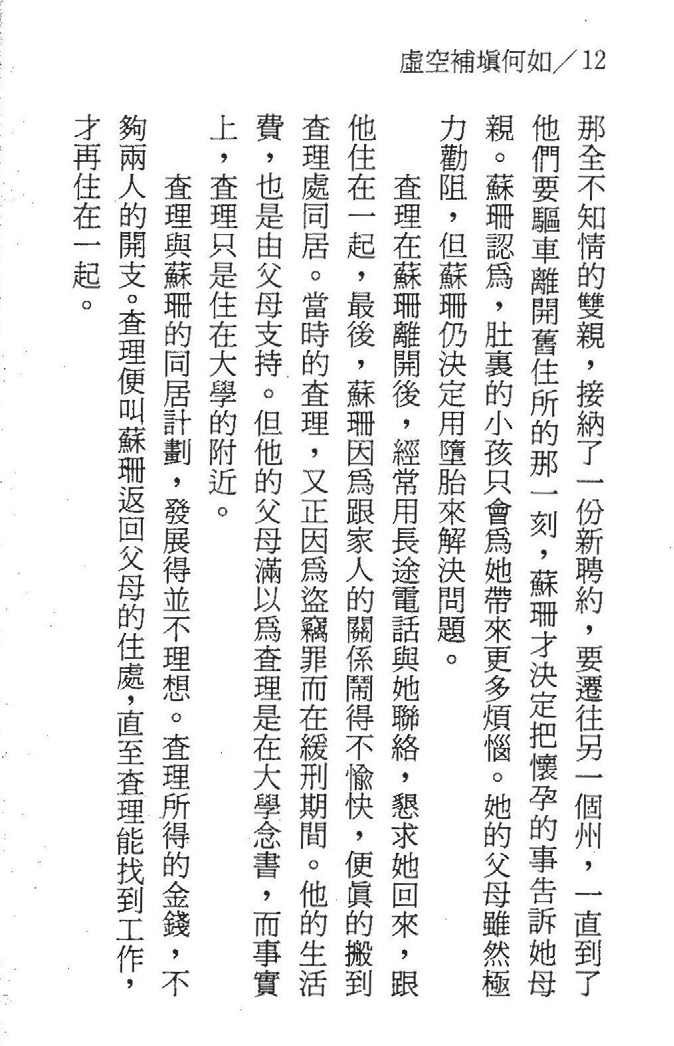 虛空補塡何如／12
那全不知情的雙親，接納了一份新聘約，要遷往另一個州，一直到了
他們要驅車離開舊住所的那一刻，蘇珊才決定把懷孕的事告訴她母
親。蘇珊認爲，肚裏的小孩只會爲她帶來更多煩惱。她的父母雖然極
力勸阻，但蘇珊仍決定用墮胎來解決問題。
查理在蘇珊離開後，經常用長途電話與她聯絡，懇求她回來，跟
他住在一起，最後，蘇珊因爲跟家人的關係鬧得不愉快，便眞的搬到
查理處同居。當時的查理，又正因爲盜竊罪而在緩刑期間。他的生活
費，也是由父母支持。但他的父母滿以爲查理是在大學念書，而事實
上，查理只是住在大學的附近。
查理與蘇珊的同居計劃，發展得並不理想。查理所得的金錢，不
夠兩人的開支。查理便叫蘇珊返回父母的住處，直至查理能找到工作，
才再住在一起。